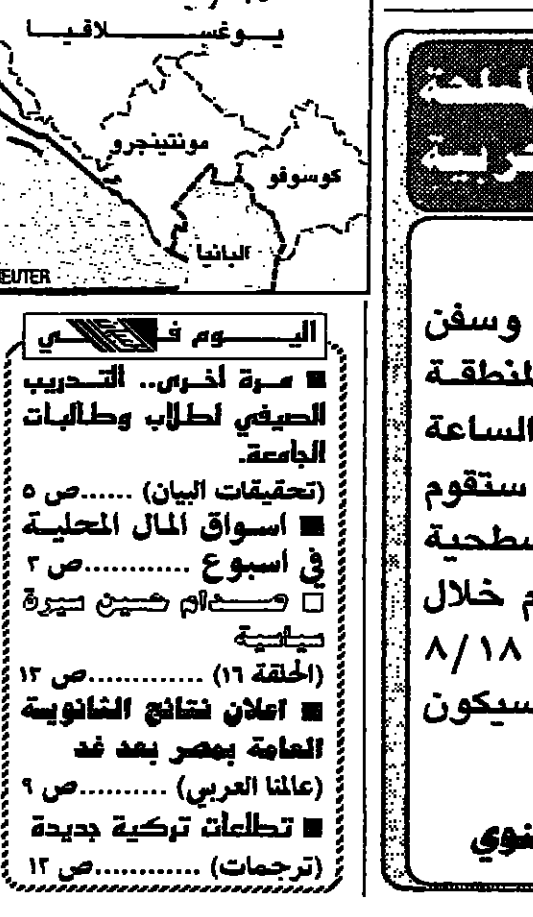 يوغسلافيا
مونتينجرو
كوسوفو
البانيا
EUTER
اليوم في البيان
■ مرة أخرى.. التدريب
الصيفي لطلاب وطالبات
الجامعة.
(تحقيقات البيان) ......ص ٥
■ اسواق المال المحلية
في اسبوع ............ص ٣
□ صدام حسين سيرة
سياسية
(الحلقة ١٦) .............ص ١٣
■ اعلان نتائج الثانوية
العامة بمصر بعد غد
(عالمنا العربي) ..........ص ٩
■ تطلعات تركية جديدة
(ترجمات) ............ص ١٢
وسفن
لمنطقة
الساعة
ستقوم
سطحية
م خلال
٨/١٨
سيكون